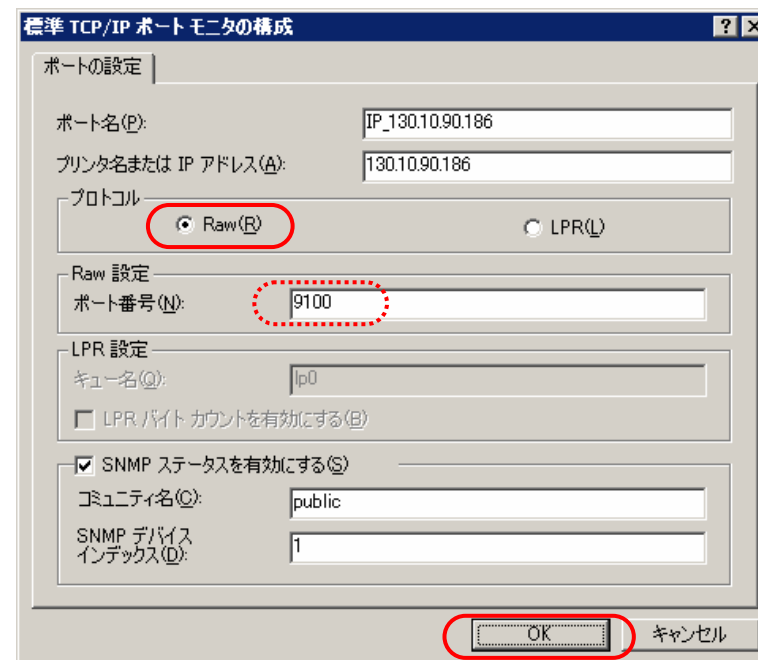 標準 TCP/IP ポート モニタの構成
ポートの設定
ポート名(P): IP_130.10.90.186
プリンタ名または IP アドレス(A): 130.10.90.186
プロトコル
Raw(R) LPR(L)
Raw 設定
ポート番号(N): 9100
LPR 設定
キュー名(Q): lp0
LPR バイト カウントを有効にする(B)
SNMP ステータスを有効にする(S)
コミュニティ名(C): public
SNMP デバイス
インデックス(D): 1
OK キャンセル